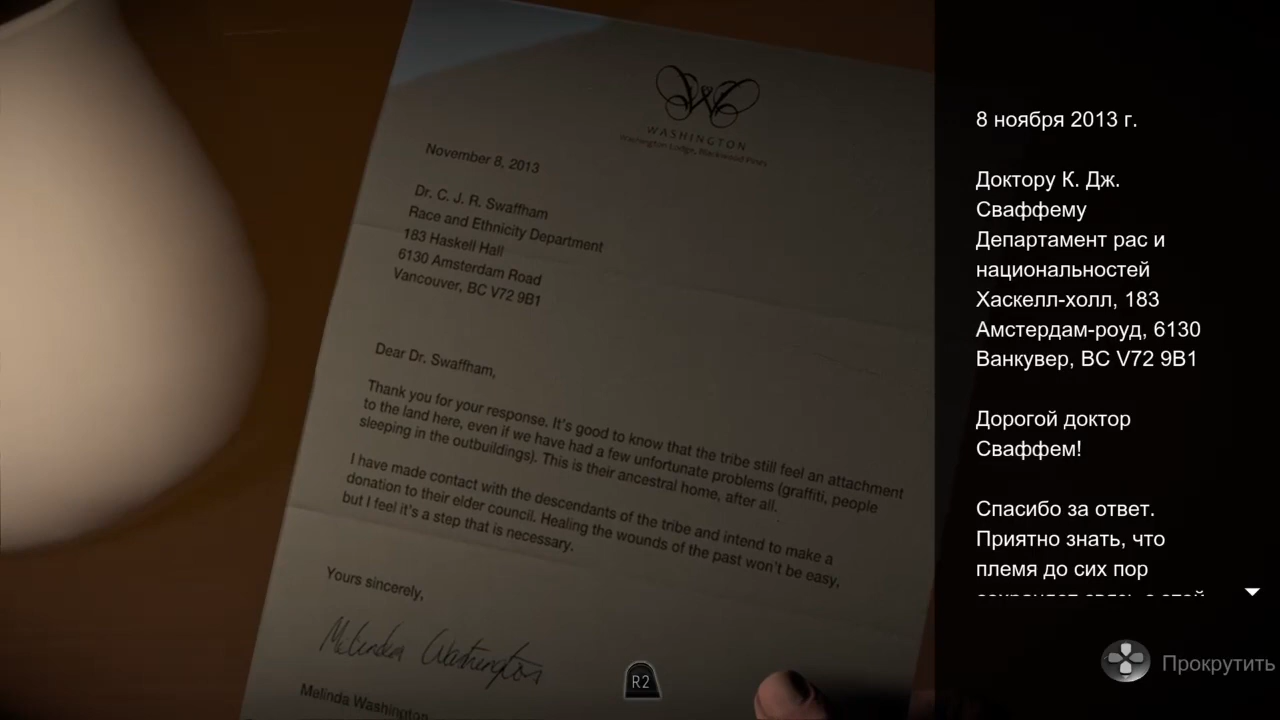 W
WASHINGTON
Washington Lodge, Blackwood Pines
November 8, 2013
Dr. C. J. R. Swaffham
Race and Ethnicity Department
183 Haskell Hall
6130 Amsterdam Road
Vancouver, BC V72 9B1
Dear Dr. Swaffham,
Thank you for your response. It's good to know that the tribe still feel an attachment
to the land here, even if we have had a few unfortunate problems (graffiti, people
sleeping in the outbuildings). This is their ancestral home, after all.
I have made contact with the descendants of the tribe and intend to make a
donation to their elder council. Healing the wounds of the past won't be easy,
but I feel it's a step that is necessary.
Yours sincerely,
Melinda Washington
Melinda Washington
R2
8 ноября 2013 г.
Доктору К. Дж.
Сваффему
Департамент рас и
национальностей
Хаскелл-холл, 183
Амстердам-роуд, 6130
Ванкувер, BC V72 9B1
Дорогой доктор
Сваффем!
Спасибо за ответ.
Приятно знать, что
племя до сих пор
Прокрутить